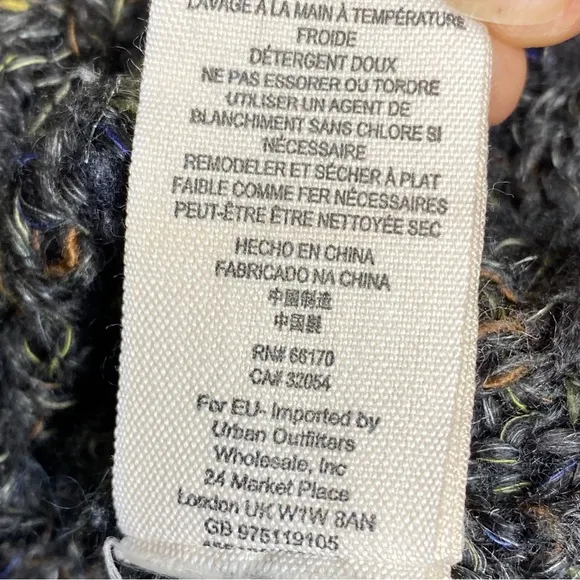 LAVAGE À LA MAIN À TEMPÉRATURE
FROIDE
DÉTERGENT DOUX
NE PAS ESSORER OU TORDRE
UTILISER UN AGENT DE
BLANCHIMENT SANS CHLORE SI
NÉCESSAIRE
REMODELER ET SÉCHER À PLAT
FAIBLE COMME FER NÉCESSAIRES
PEUT-ÊTRE ÊTRE NETTOYÉE SEC
HECHO EN CHINA
FABRICADO NA CHINA
中國制造
中国製
RN# 66170
CA# 32054
For EU- Imported by
Urban Outfitters
Wholesale, Inc
24 Market Place
London UK W1W 8AN
GB 975119105